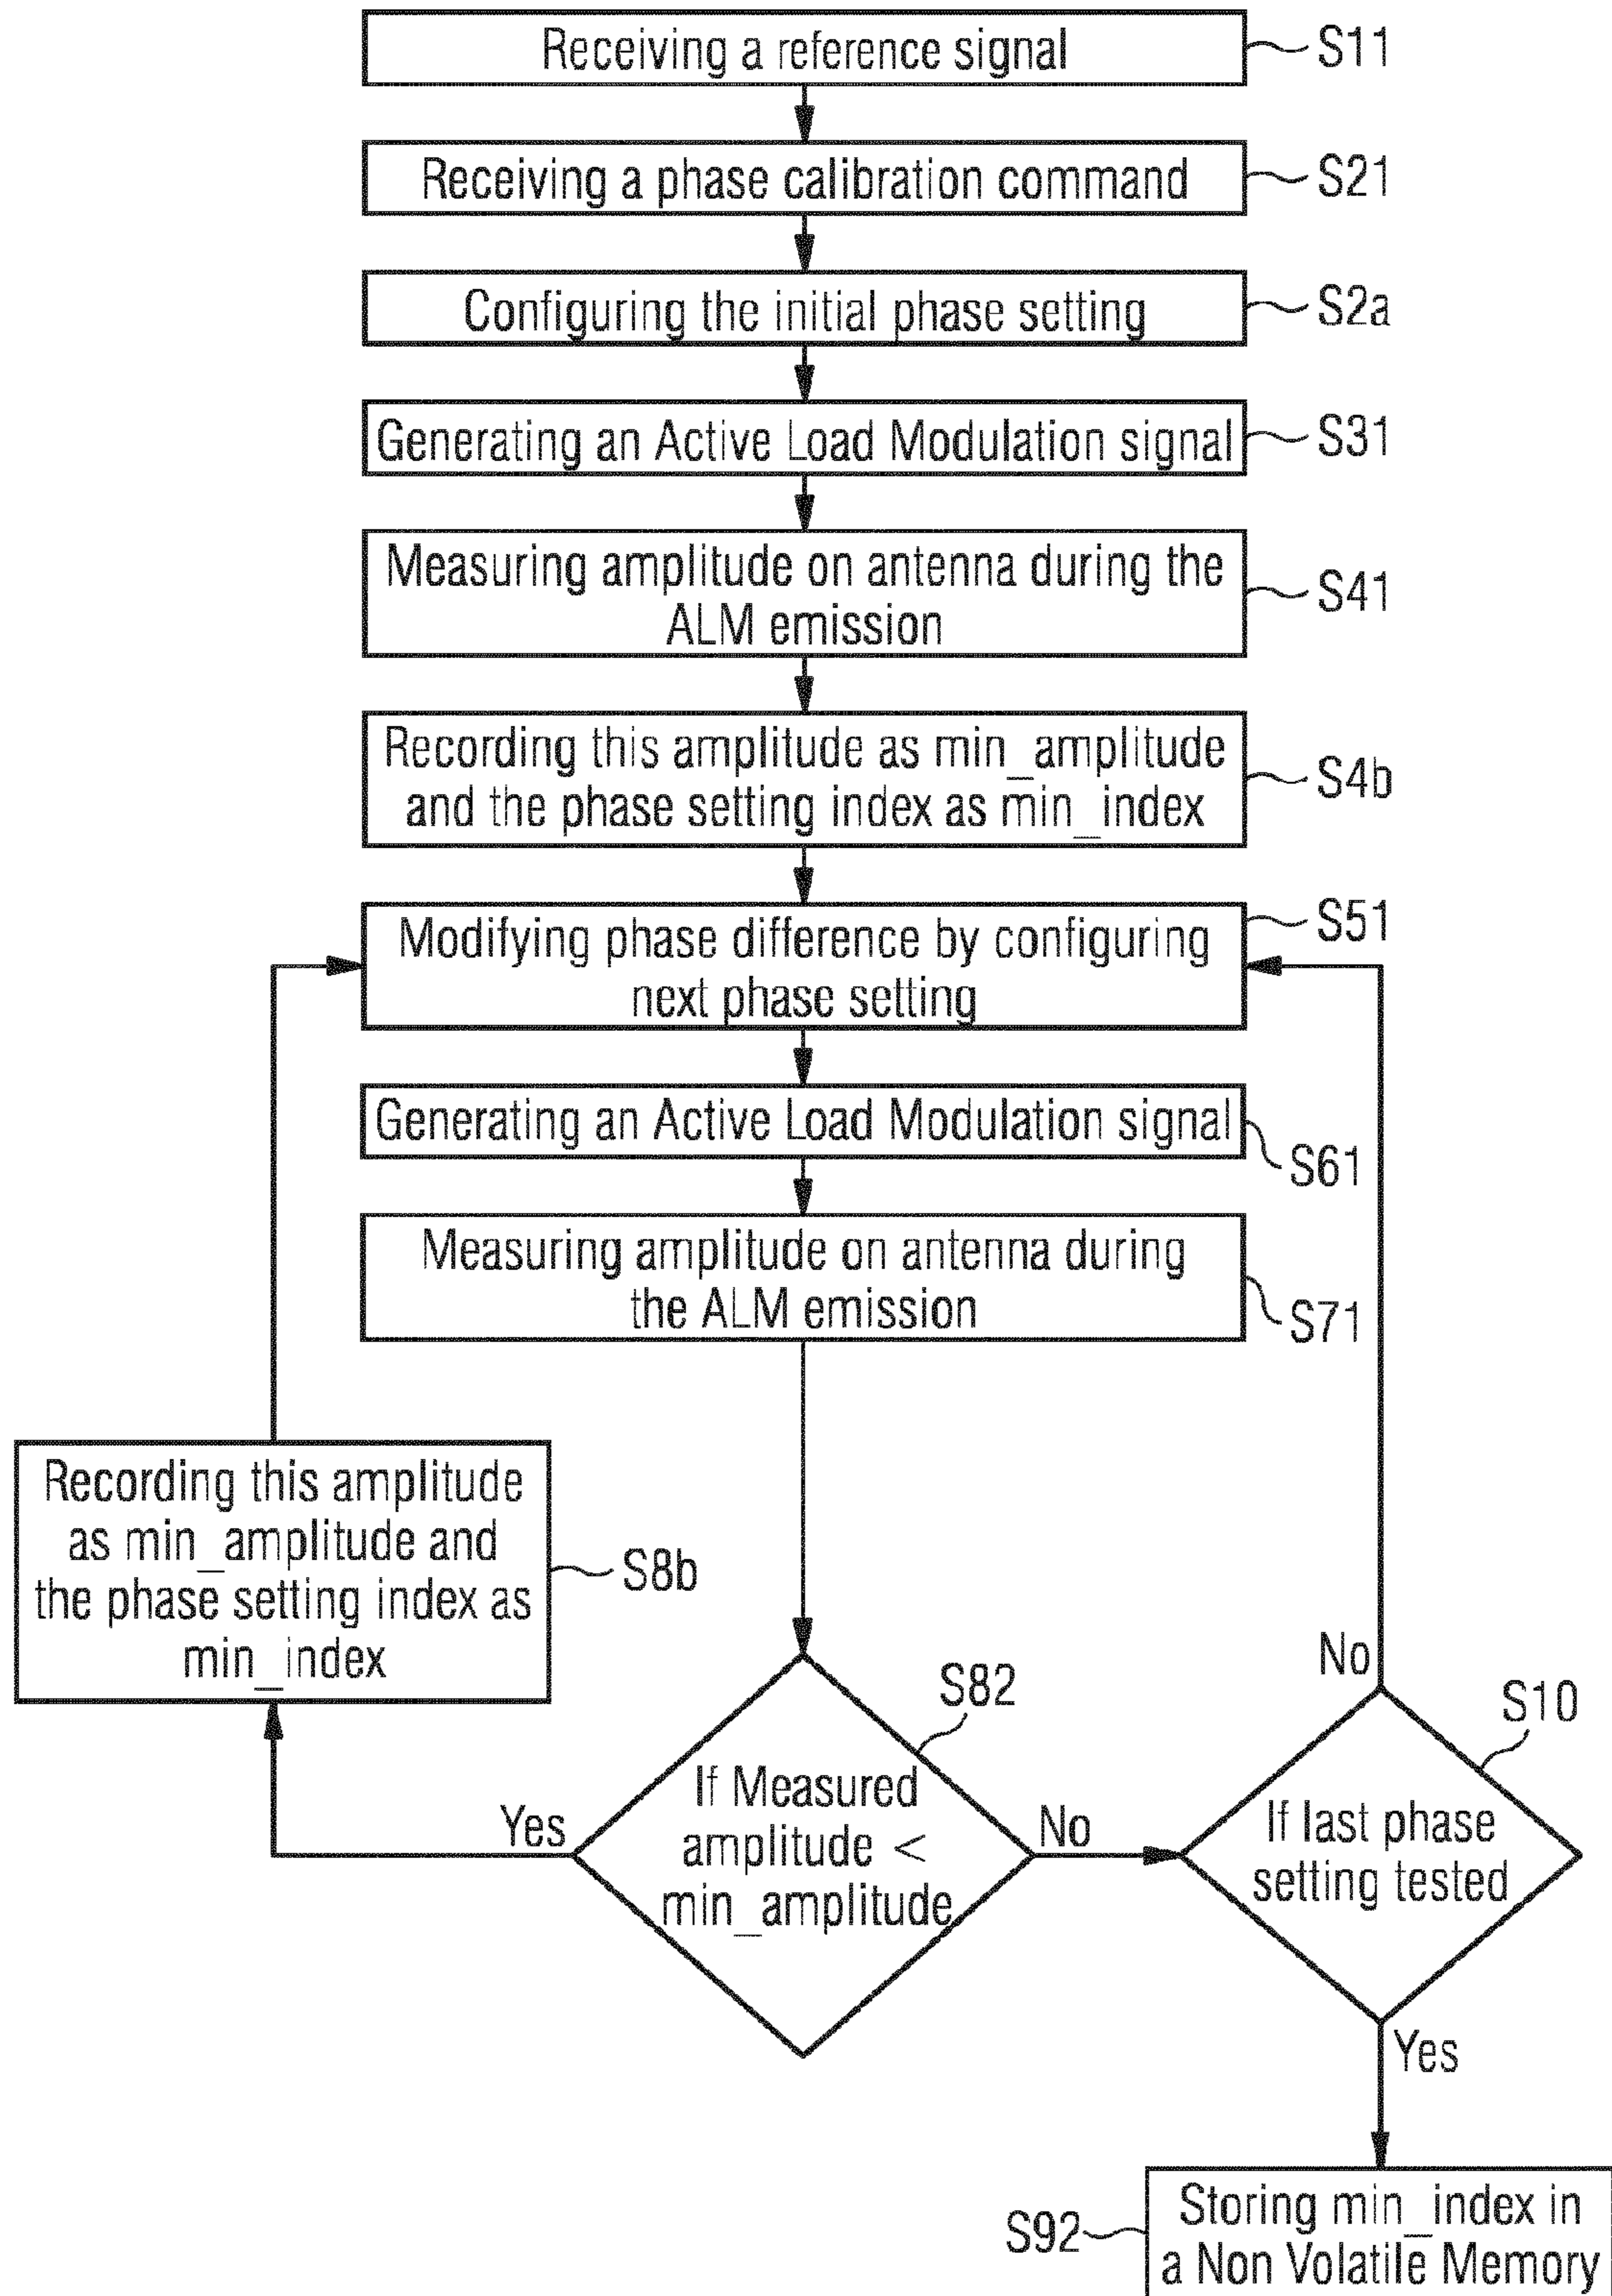 Receiving a reference signal
S11
Receiving a phase calibration command
S21
Configuring the initial phase setting
S2a
Generating an Active Load Modulation signal
S31
Measuring amplitude on antenna during the
ALM emission
S41
Recording this amplitude as min_amplitude
and the phase setting index as min_index
S4b
Modifying phase difference by configuring
next phase setting
S51
Generating an Active Load Modulation signal
S61
Measuring amplitude on antenna during
the ALM emission
S71
Recording this amplitude
as min_amplitude and
the phase setting index as
min_index
S8b
S82
If Measured
amplitude <
min_amplitude
Yes
No
No
S10
If last phase
setting tested
Yes
S92
Storing min_index in
a Non Volatile Memory